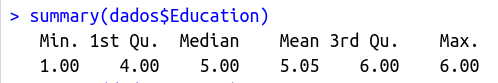 > summary(dados$Education)
Min. 1st Qu. Median Mean 3rd Qu. Max.
1.00 4.00 5.00 5.05 6.00 6.00